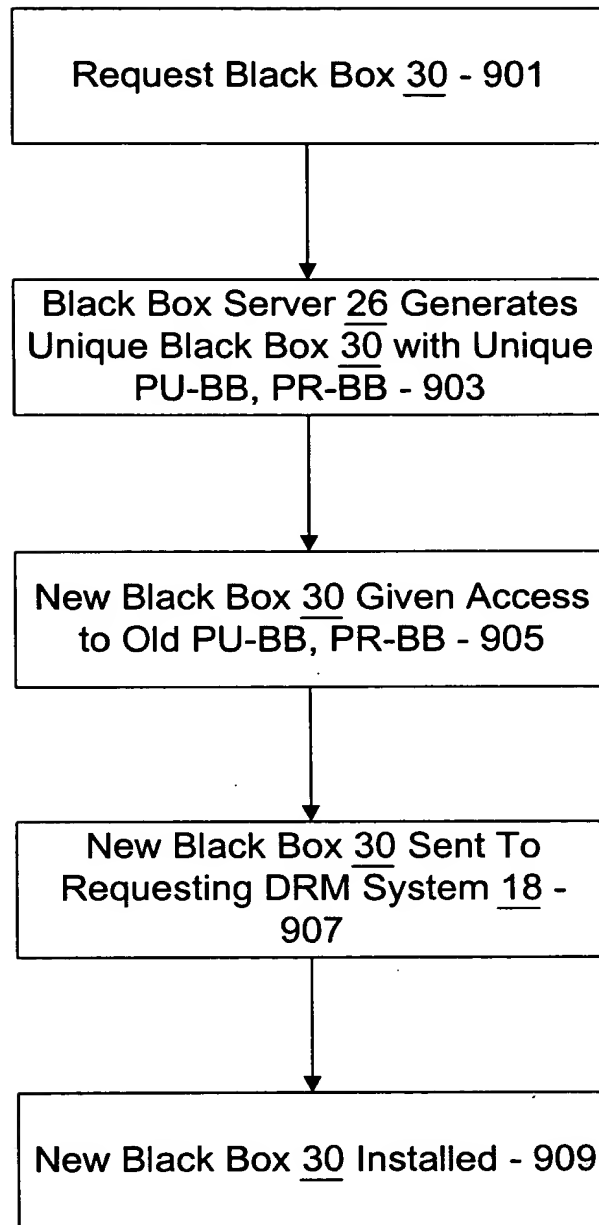 Request Black Box 30 - 901
Black Box Server 26 Generates
Unique Black Box 30 with Unique
PU-BB, PR-BB - 903
New Black Box 30 Given Access
to Old PU-BB, PR-BB - 905
New Black Box 30 Sent To
Requesting DRM System 18 -
907
New Black Box 30 Installed - 909